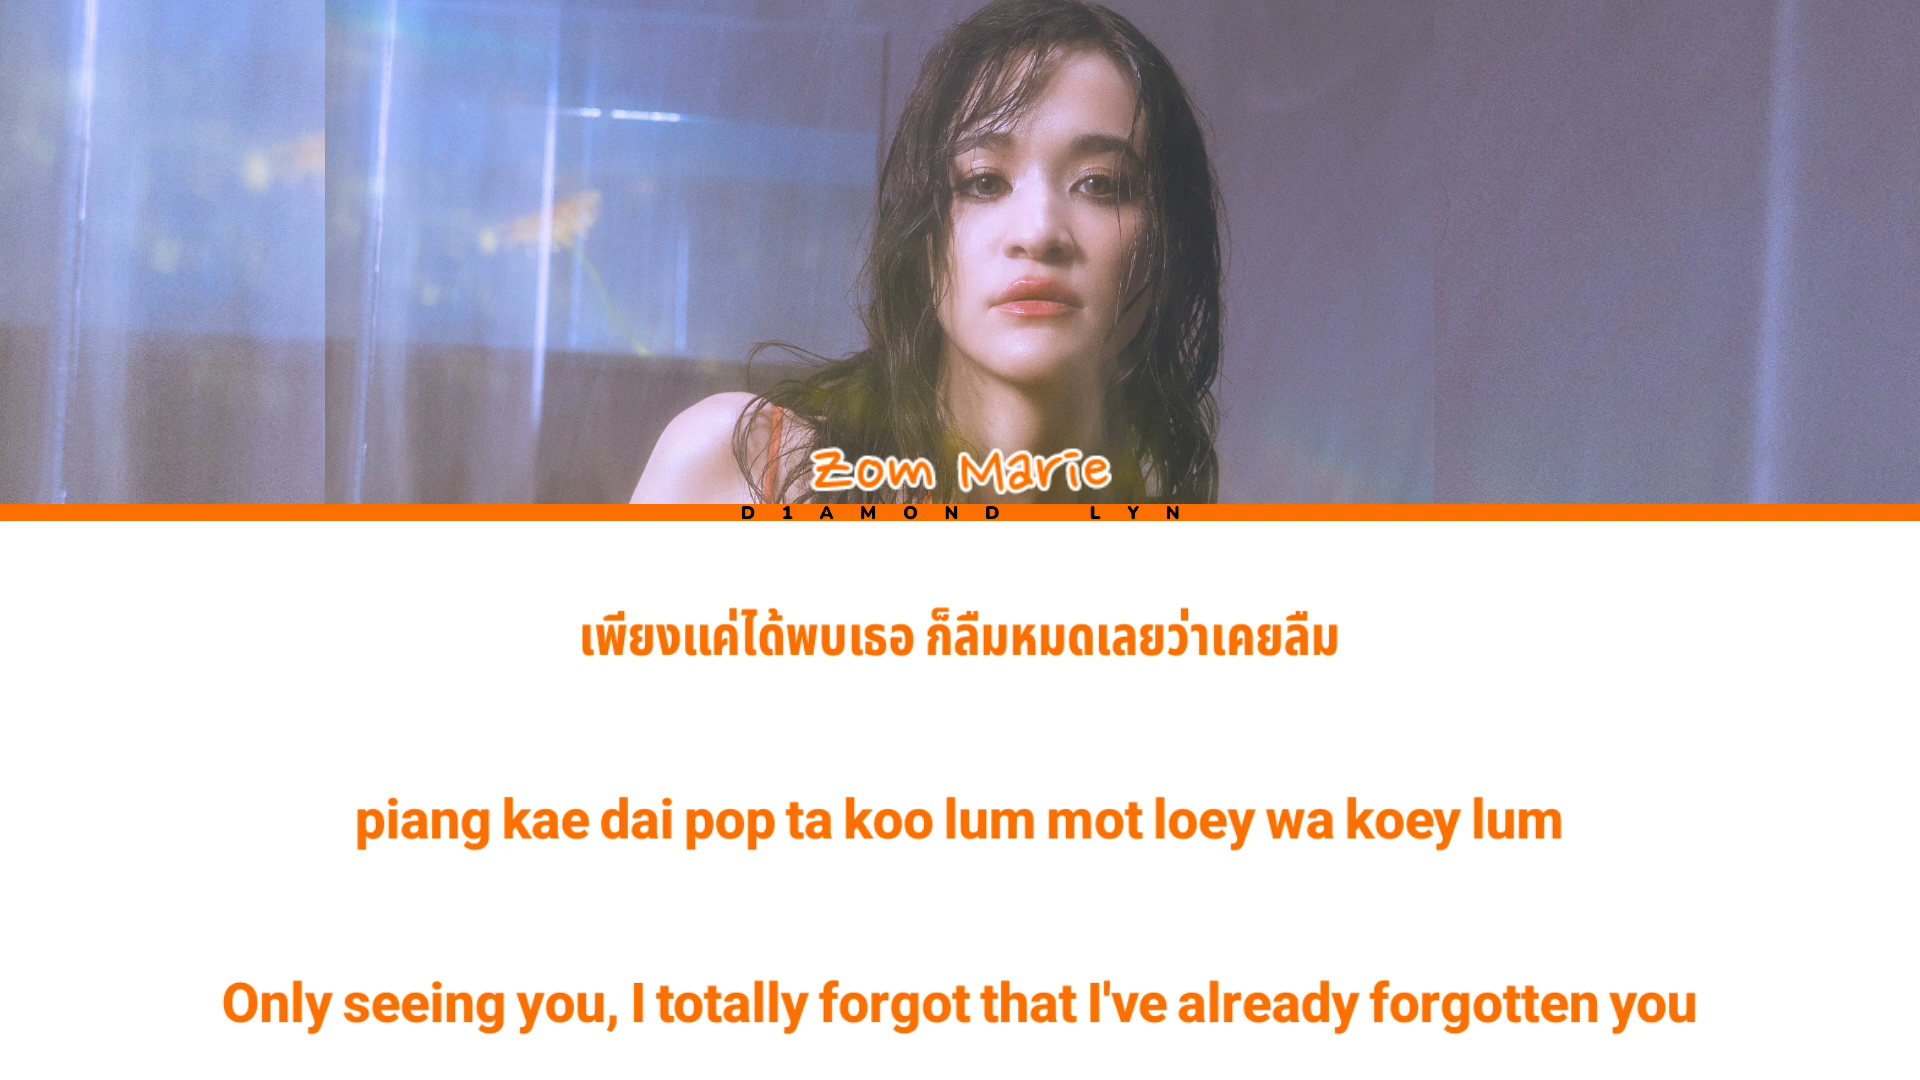 Zom Marie
D1AMOND LYN
เพียงแค่ได้พบเธอ ก็ลืมหมดเลยว่าเคยลืม
piang kae dai pop ta koo lum mot loey wa koey lum
Only seeing you, I totally forgot that I've already forgotten you